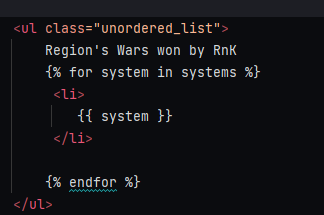 <ul class="unordered_list">
Region's Wars won by RnK
{% for system in systems %}
<li>
{{ system }}
</li>
{% endfor %}
</ul>